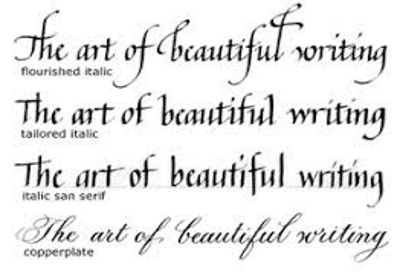 The art of beautiful writing
flourished italic
The art of beautiful writing
tailored italic
The art of beautiful writing
italic san serif
The art of beautiful writing
copperplate